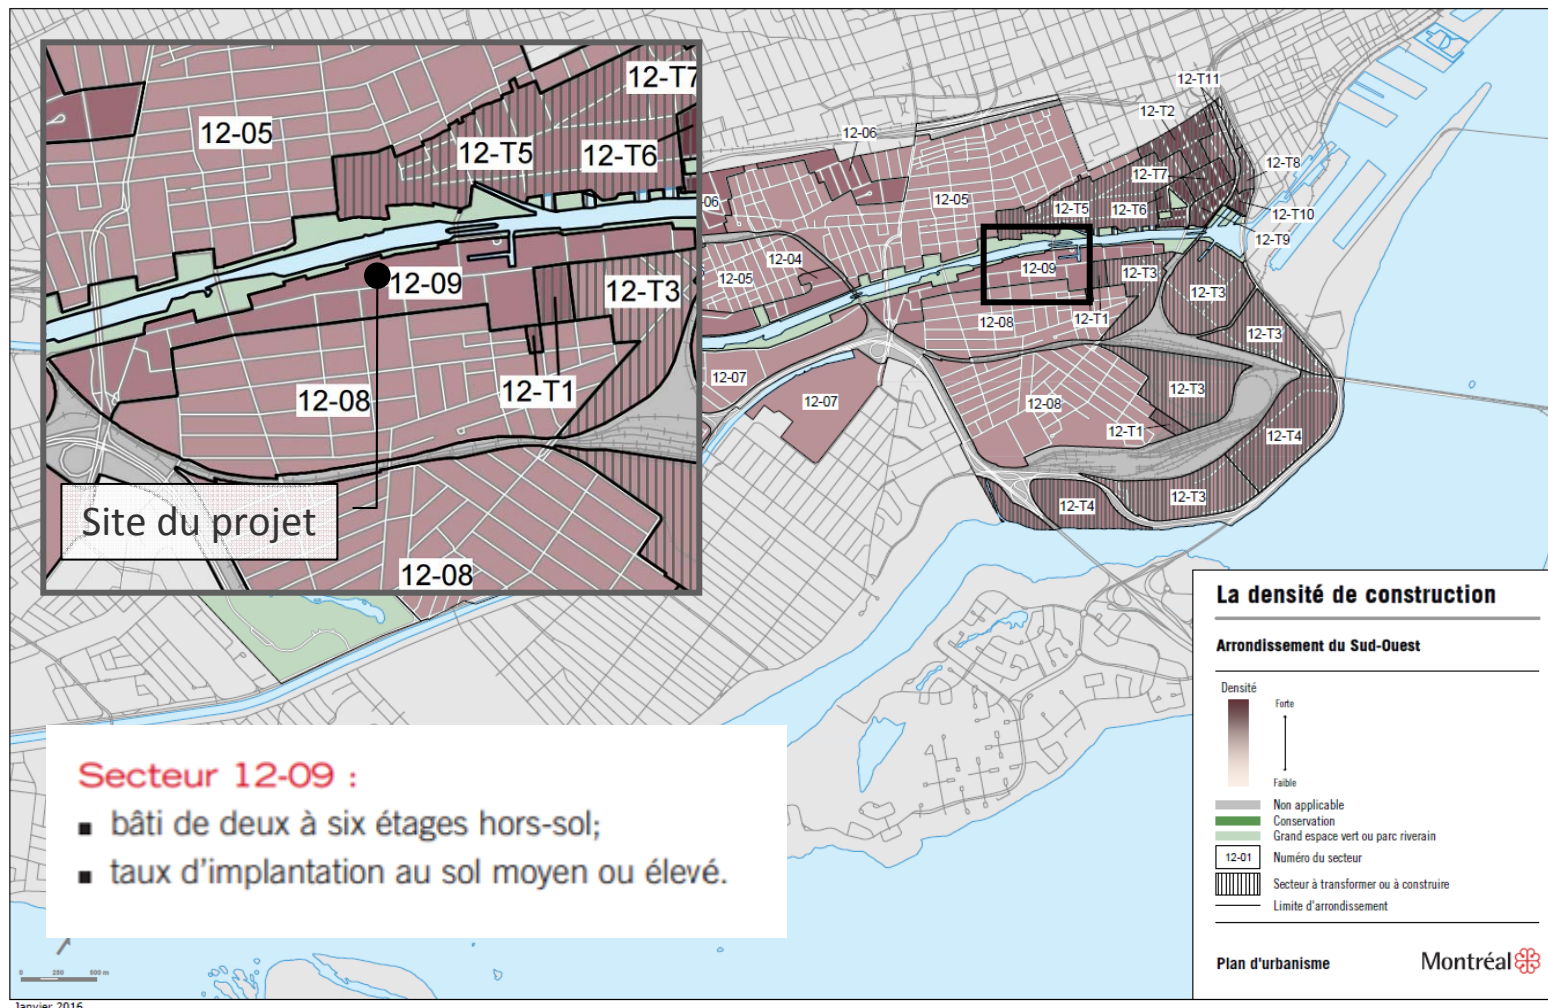 12-T7
12-05
12-T5
12-T6
12-09
12-T3
12-08
12-T1
Site du projet
12-08
12-T11
12-T2
12-06
12-T8
12-T7
-06
12-05
12-T5
12-T6
12-T10
12-T9
12-04
12-05
12-09
12-T3
12-T3
12-08
12-T1
12-T3
12-07
12-07
12-08
12-T3
12-T1
12-T4
12-T3
12-T4
La densité de construction
Arrondissement du Sud-Ouest
Densité
Forte
Faible
Non applicable
Conservation
Grand espace vert ou parc riverain
12-01 Numéro du secteur
Secteur à transformer ou à construire
Limite d'arrondissement
Plan d'urbanisme Montréal
Secteur 12-09 :
▪ bâti de deux à six étages hors-sol;
▪ taux d'implantation au sol moyen ou élevé.
0 250 500 m
Janvier 2016